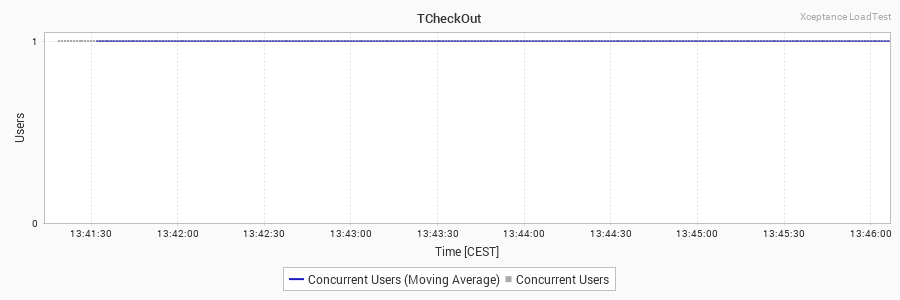 TCheckOut
Xceptance LoadTest
1
Users
0
13:41:30 13:42:00 13:42:30 13:43:00 13:43:30 13:44:00 13:44:30 13:45:00 13:45:30 13:46:00
Time [CEST]
Concurrent Users (Moving Average) Concurrent Users